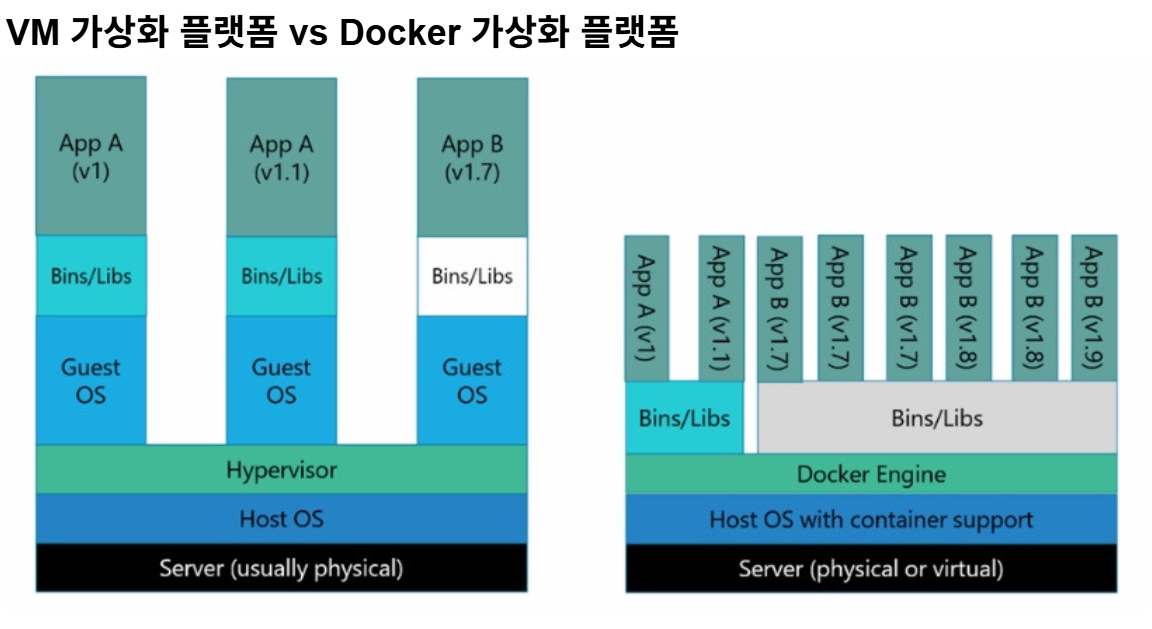 VM 가상화 플랫폼 vs Docker 가상화 플랫폼
App A
(v1)
App A
(v1.1)
App B
(v1.7)
Bins/Libs
Bins/Libs
Bins/Libs
Guest
OS
Guest
OS
Guest
OS
Hypervisor
Host OS
Server (usually physical)
App A (v1)
App A (v1.1)
App B (v1.7)
App B (v1.7)
App B (v1.7)
App B (v1.8)
App B (v1.8)
App B (v1.9)
Bins/Libs
Bins/Libs
Docker Engine
Host OS with container support
Server (physical or virtual)